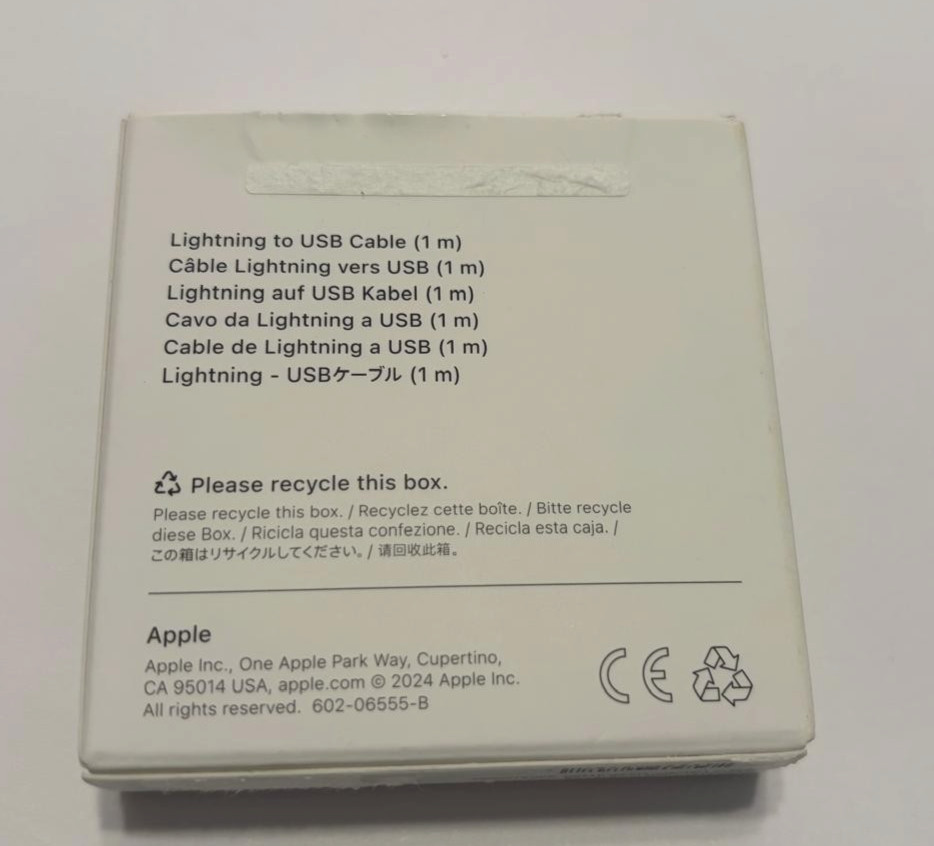 Lightning to USB Cable (1 m)
Câble Lightning vers USB (1 m)
Lightning auf USB Kabel (1 m)
Cavo da Lightning a USB (1 m)
Cable de Lightning a USB (1 m)
Lightning - USBケーブル (1 m)
Please recycle this box.
Please recycle this box. / Recyclez cette boîte. / Bitte recycle
diese Box. / Ricicla questa confezione. / Recicla esta caja. /
この箱はリサイクルしてください。/ 请回收此箱。
Apple
Apple Inc., One Apple Park Way, Cupertino,
CA 95014 USA, apple.com © 2024 Apple Inc.
All rights reserved. 602-06555-B
CE